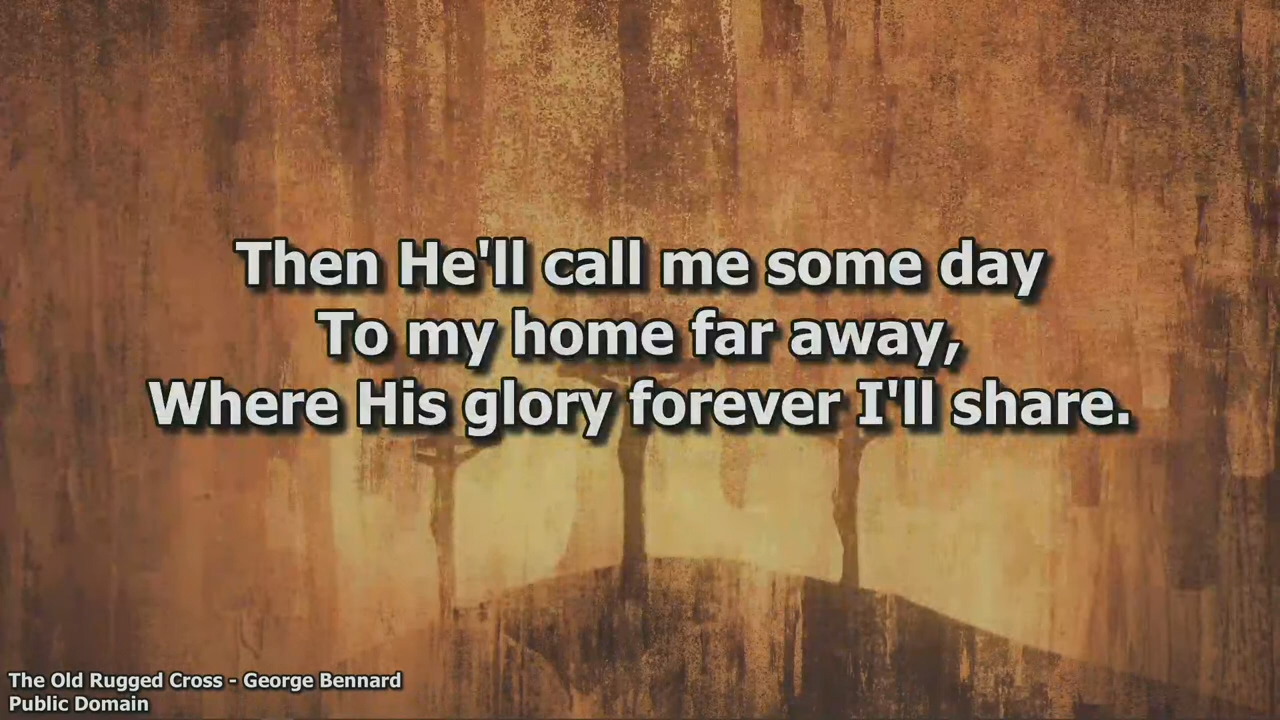 Then He'll call me some day
To my home far away,
Where His glory forever I'll share.
The Old Rugged Cross - George Bennard
Public Domain